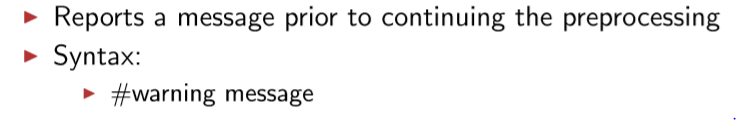 Reports a message prior to continuing the preprocessing
Syntax:
#warning message